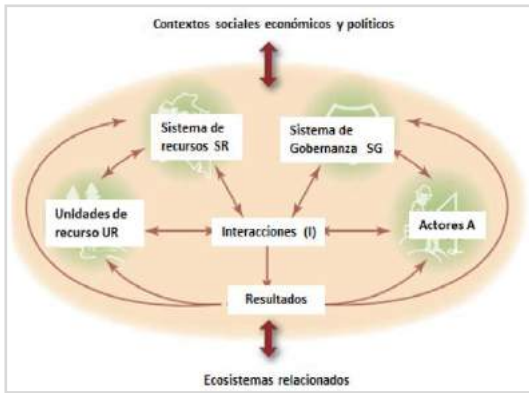 Contextos sociales económicos y políticos
Sistema de
recursos SR
Sistema de
Gobernanza SG
Unidades de
recurso UR
Interacciones (I)
Actores A
Resultados
Ecosistemas relacionados